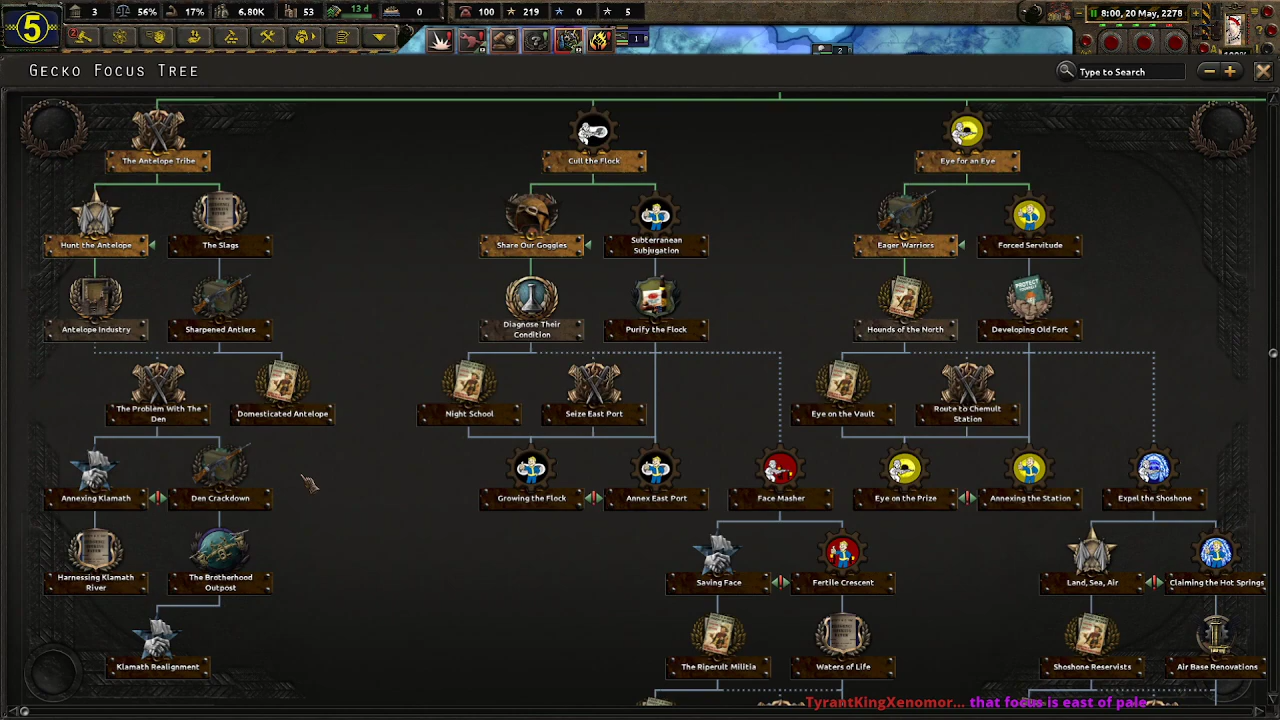 5
3
56%
17%
6.80K
53
13 d
0
100
219
0
5
8:00, 20 May, 2278
2
1
2
Gecko Focus Tree
Type to Search
The Antelope Tribe
Cull the Flock
Eye for an Eye
Hunt the Antelope
The Slags
Share Our Goggles
Subterranean
Subjugation
Eager Warriors
Forced Servitude
Antelope Industry
Sharpened Antlers
Diagnose Their
Condition
Purify the Flock
Hounds of the North
Developing Old Fort
The Problem With The
Den
Domesticated Antelope
Night School
Seize East Port
Eye on the Vault
Route to Chemult
Station
Annexing Klamath
Den Crackdown
Growing the Flock
Annex East Port
Face Masher
Eye on the Prize
Annexing the Station
Expel the Shoshone
Harnessing Klamath
River
The Brotherhood
Outpost
Saving Face
Fertile Crescent
Land, Sea, Air
Claiming the Hot Springs
Klamath Realignment
The Riperult Militia
Waters of Life
Shoshone Reservists
Air Base Renovations
TyrantKingXenomor... that focus is east of pale